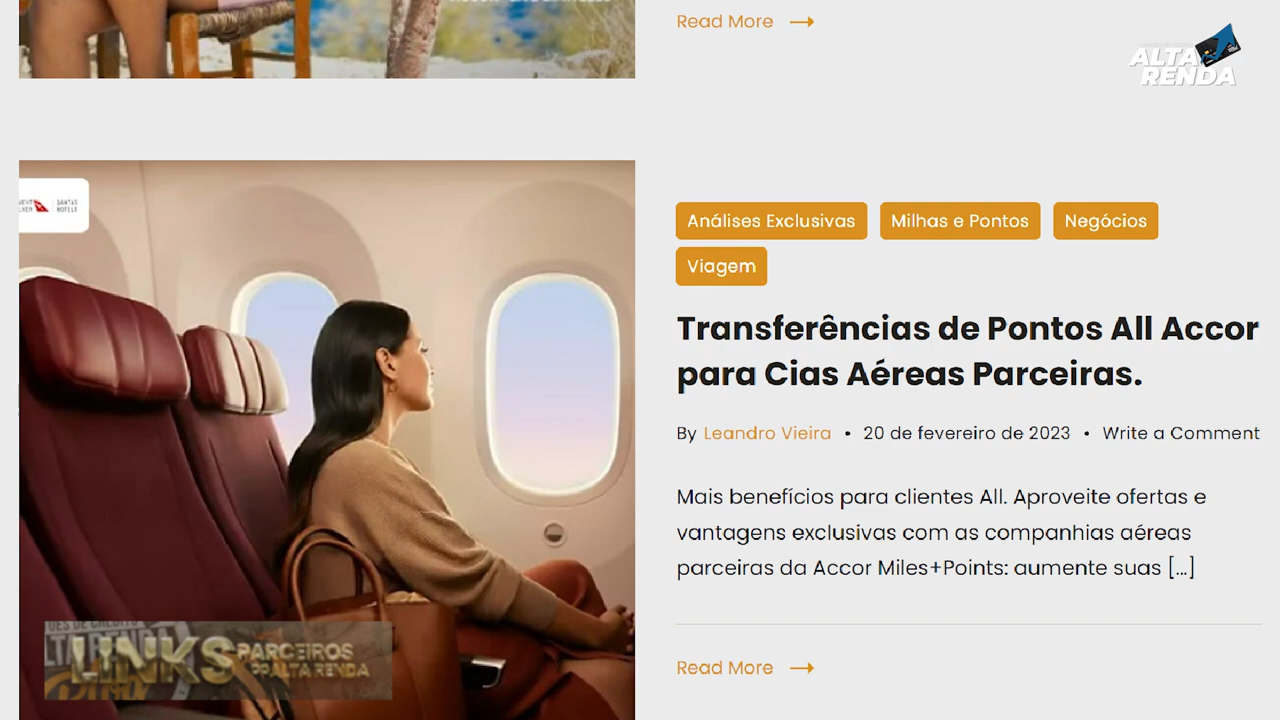 Read More
ALTA
RENDA
QANTAS
HOTELS
Análises Exclusivas
Milhas e Pontos
Negócios
Viagem
Transferências de Pontos All Accor
para Cias Aéreas Parceiras.
By Leandro Vieira • 20 de fevereiro de 2023 • Write a Comment
Mais benefícios para clientes All. Aproveite ofertas e
vantagens exclusivas com as companhias aéreas
parceiras da Accor Miles+Points: aumente suas [...]
LINKS PARCEIROS
ALTA RENDA
Read More